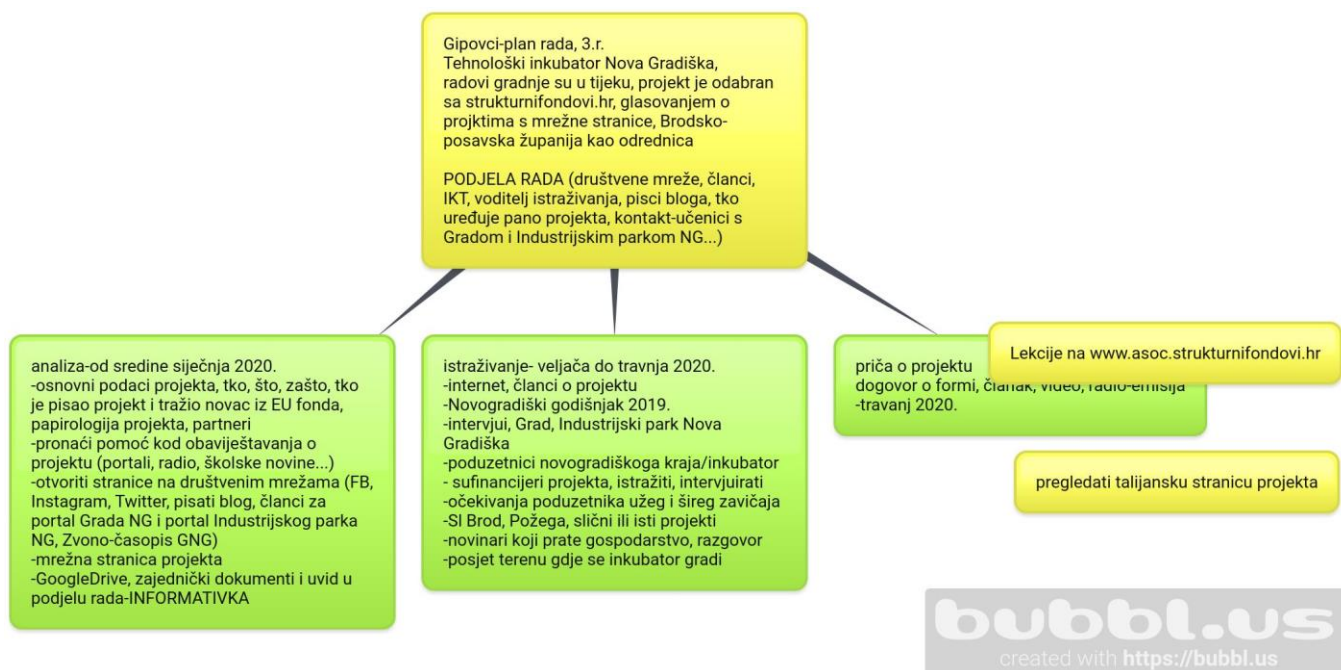 Gipovci-plan rada, 3.r.
Tehnološki inkubator Nova Gradiška,
radovi gradnje su u tijeku, projekt je odabran
sa strukturnifondovi.hr, glasovanjem o
projktima s mrežne stranice, Brodsko-
posavska županija kao odrednica
PODJELA RADA (društvene mreže, članci,
IKT, voditelj istraživanja, pisci bloga, tko
uređuje pano projekta, kontakt-učenici s
Gradom i Industrijskim parkom NG...)
analiza-od sredine siječnja 2020.
-osnovni podaci projekta, tko, što, zašto, tko
je pisao projekt i tražio novac iz EU fonda,
papirologija projekta, partneri
-pronaći pomoć kod obaviještavanja o
projektu (portali, radio, školske novine...)
-otvoriti stranice na društvenim mrežama (FB,
Instagram, Twitter, pisati blog, članci za
portal Grada NG i portal Industrijskog parka
NG, Zvono-časopis GNG)
-mrežna stranica projekta
-GoogleDrive, zajednički dokumenti i uvid u
podjelu rada-INFORMATIVKA
istraživanje- veljača do travnja 2020.
-internet, članci o projektu
-Novogradiški godišnjak 2019.
-intervjui, Grad, Industrijski park Nova
Gradiška
-poduzetnici novogradiškoga kraja/inkubator
- sufinancijeri projekta, istražiti, intervjuirati
-očekivanja poduzetnika užeg i šireg zavičaja
-Sl Brod, Požega, slični ili isti projekti
-novinari koji prate gospodarstvo, razgovor
-posjet terenu gdje se inkubator gradi
priča o projektu
dogovor o formi, članak, video, radio-emisija
-travanj 2020.
Lekcije na www.asoc.strukturnifondovi.hr
pregledati talijansku stranicu projekta
bubbl.us
created with https://bubbl.us